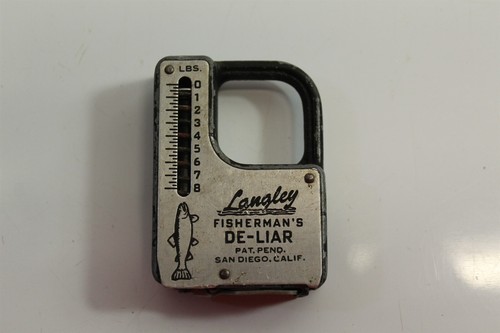 LBS.
0
1
2
3
4
5
6
7
8
Langley
FISHERMAN'S
DE-LIAR
PAT. PEND.
SAN DIEGO, CALIF.